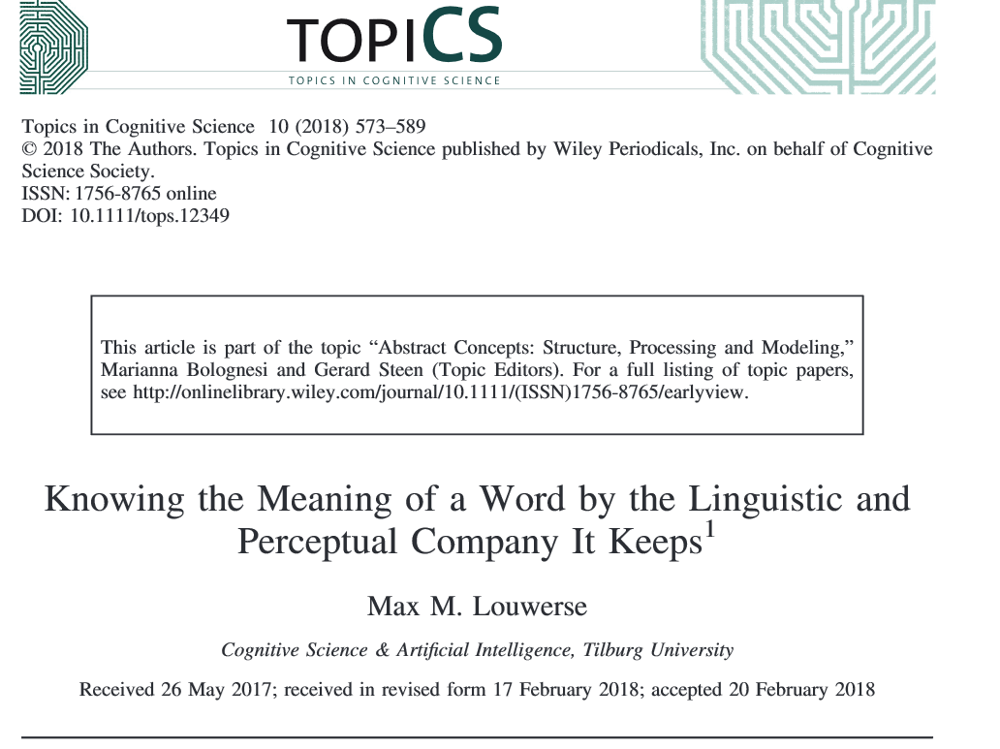 TOPICS
TOPICS IN COGNITIVE SCIENCE
Topics in Cognitive Science 10 (2018) 573–589
© 2018 The Authors. Topics in Cognitive Science published by Wiley Periodicals, Inc. on behalf of Cognitive
Science Society.
ISSN: 1756-8765 online
DOI: 10.1111/tops.12349
This article is part of the topic “Abstract Concepts: Structure, Processing and Modeling,”
Marianna Bolognesi and Gerard Steen (Topic Editors). For a full listing of topic papers,
see http://onlinelibrary.wiley.com/journal/10.1111/(ISSN)1756-8765/earlyview.
Knowing the Meaning of a Word by the Linguistic and
Perceptual Company It Keeps¹
Max M. Louwerse
Cognitive Science & Artificial Intelligence, Tilburg University
Received 26 May 2017; received in revised form 17 February 2018; accepted 20 February 2018